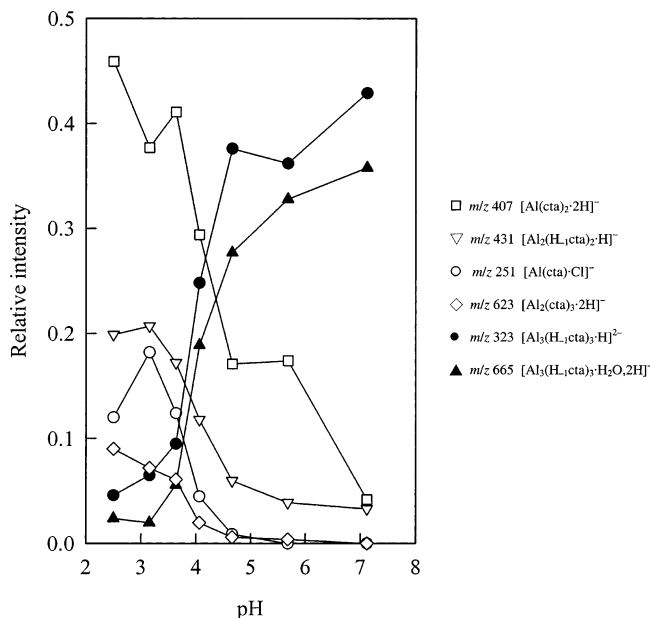 0.5
0.4
0.3
0.2
0.1
0.0
Relative intensity
2 3 4 5 6 7 8
pH
m/z 407 [Al(cta)₂·2H]⁻
m/z 431 [Al₂(H₋₁cta)₂·H]⁻
m/z 251 [Al(cta)·Cl]⁻
m/z 623 [Al₂(cta)₃·2H]⁻
m/z 323 [Al₃(H₋₁cta)₃·H]²⁻
m/z 665 [Al₃(H₋₁cta)₃·H₂O,2H]⁻